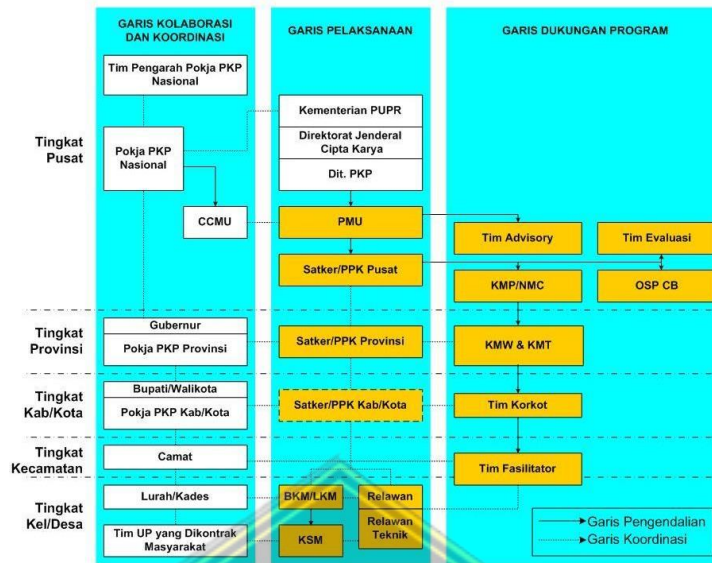 GARIS KOLABORASI
DAN KOORDINASI
GARIS PELAKSANAAN
GARIS DUKUNGAN PROGRAM
Tim Pengarah Pokja PKP
Nasional
Tingkat
Pusat
Pokja PKP
Nasional
CCMU
Kementerian PUPR
Direktorat Jenderal
Cipta Karya
Dit. PKP
PMU
Satker/PPK Pusat
Tim Advisory
Tim Evaluasi
KMP/NMC
OSP CB
Tingkat
Provinsi
Gubernur
Pokja PKP Provinsi
Satker/PPK Provinsi
KMW & KMT
Tingkat
Kab/Kota
Bupati/Walikota
Pokja PKP Kab/Kota
Satker/PPK Kab/Kota
Tim Korkot
Tingkat
Kecamatan
Camat
Tim Fasilitator
Tingkat
Kel/Desa
Lurah/Kades
BKM/LKM
Relawan
Tim UP yang Dikontrak
Masyarakat
KSM
Relawan
Teknik
Garis Pengendalian
Garis Koordinasi